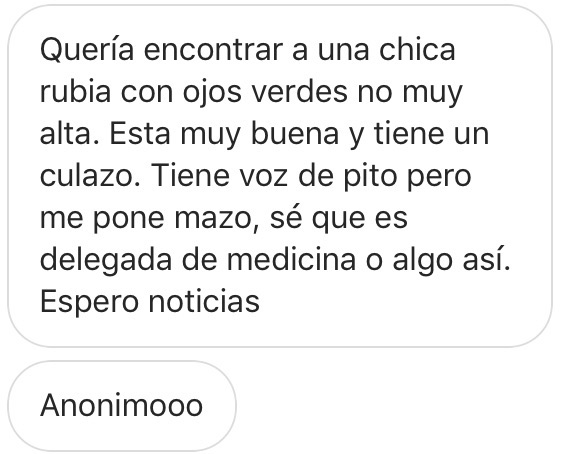 Quería encontrar a una chica
rubia con ojos verdes no muy
alta. Esta muy buena y tiene un
culazo. Tiene voz de pito pero
me pone mazo, sé que es
delegada de medicina o algo así.
Espero noticias
Anonimooo